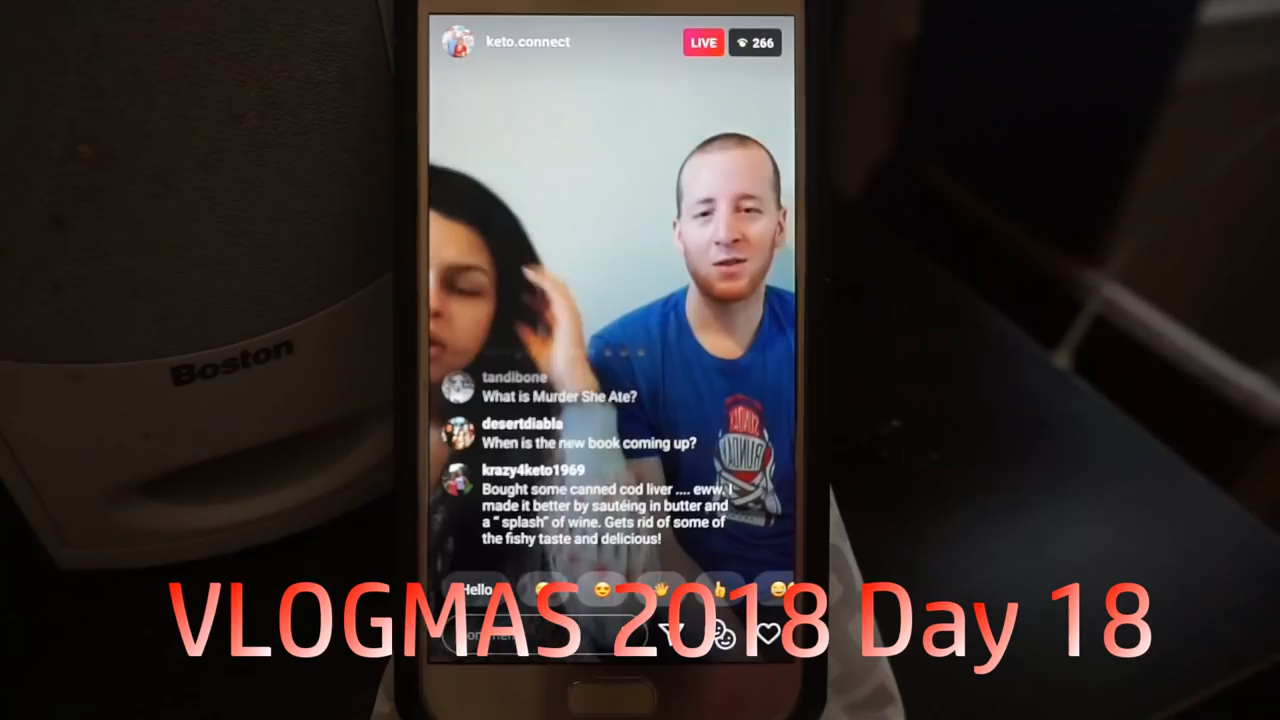 keto.connect
LIVE
266
Boston
tandibone
What is Murder She Ate?
desertdiabla
When is the new book coming up?
krazy4keto1969
Bought some canned cod liver .... eww. I
made it better by sautéing in butter and
a “ splash” of wine. Gets rid of some of
the fishy taste and delicious!
Hello
VLOGMAS 2018 Day 18